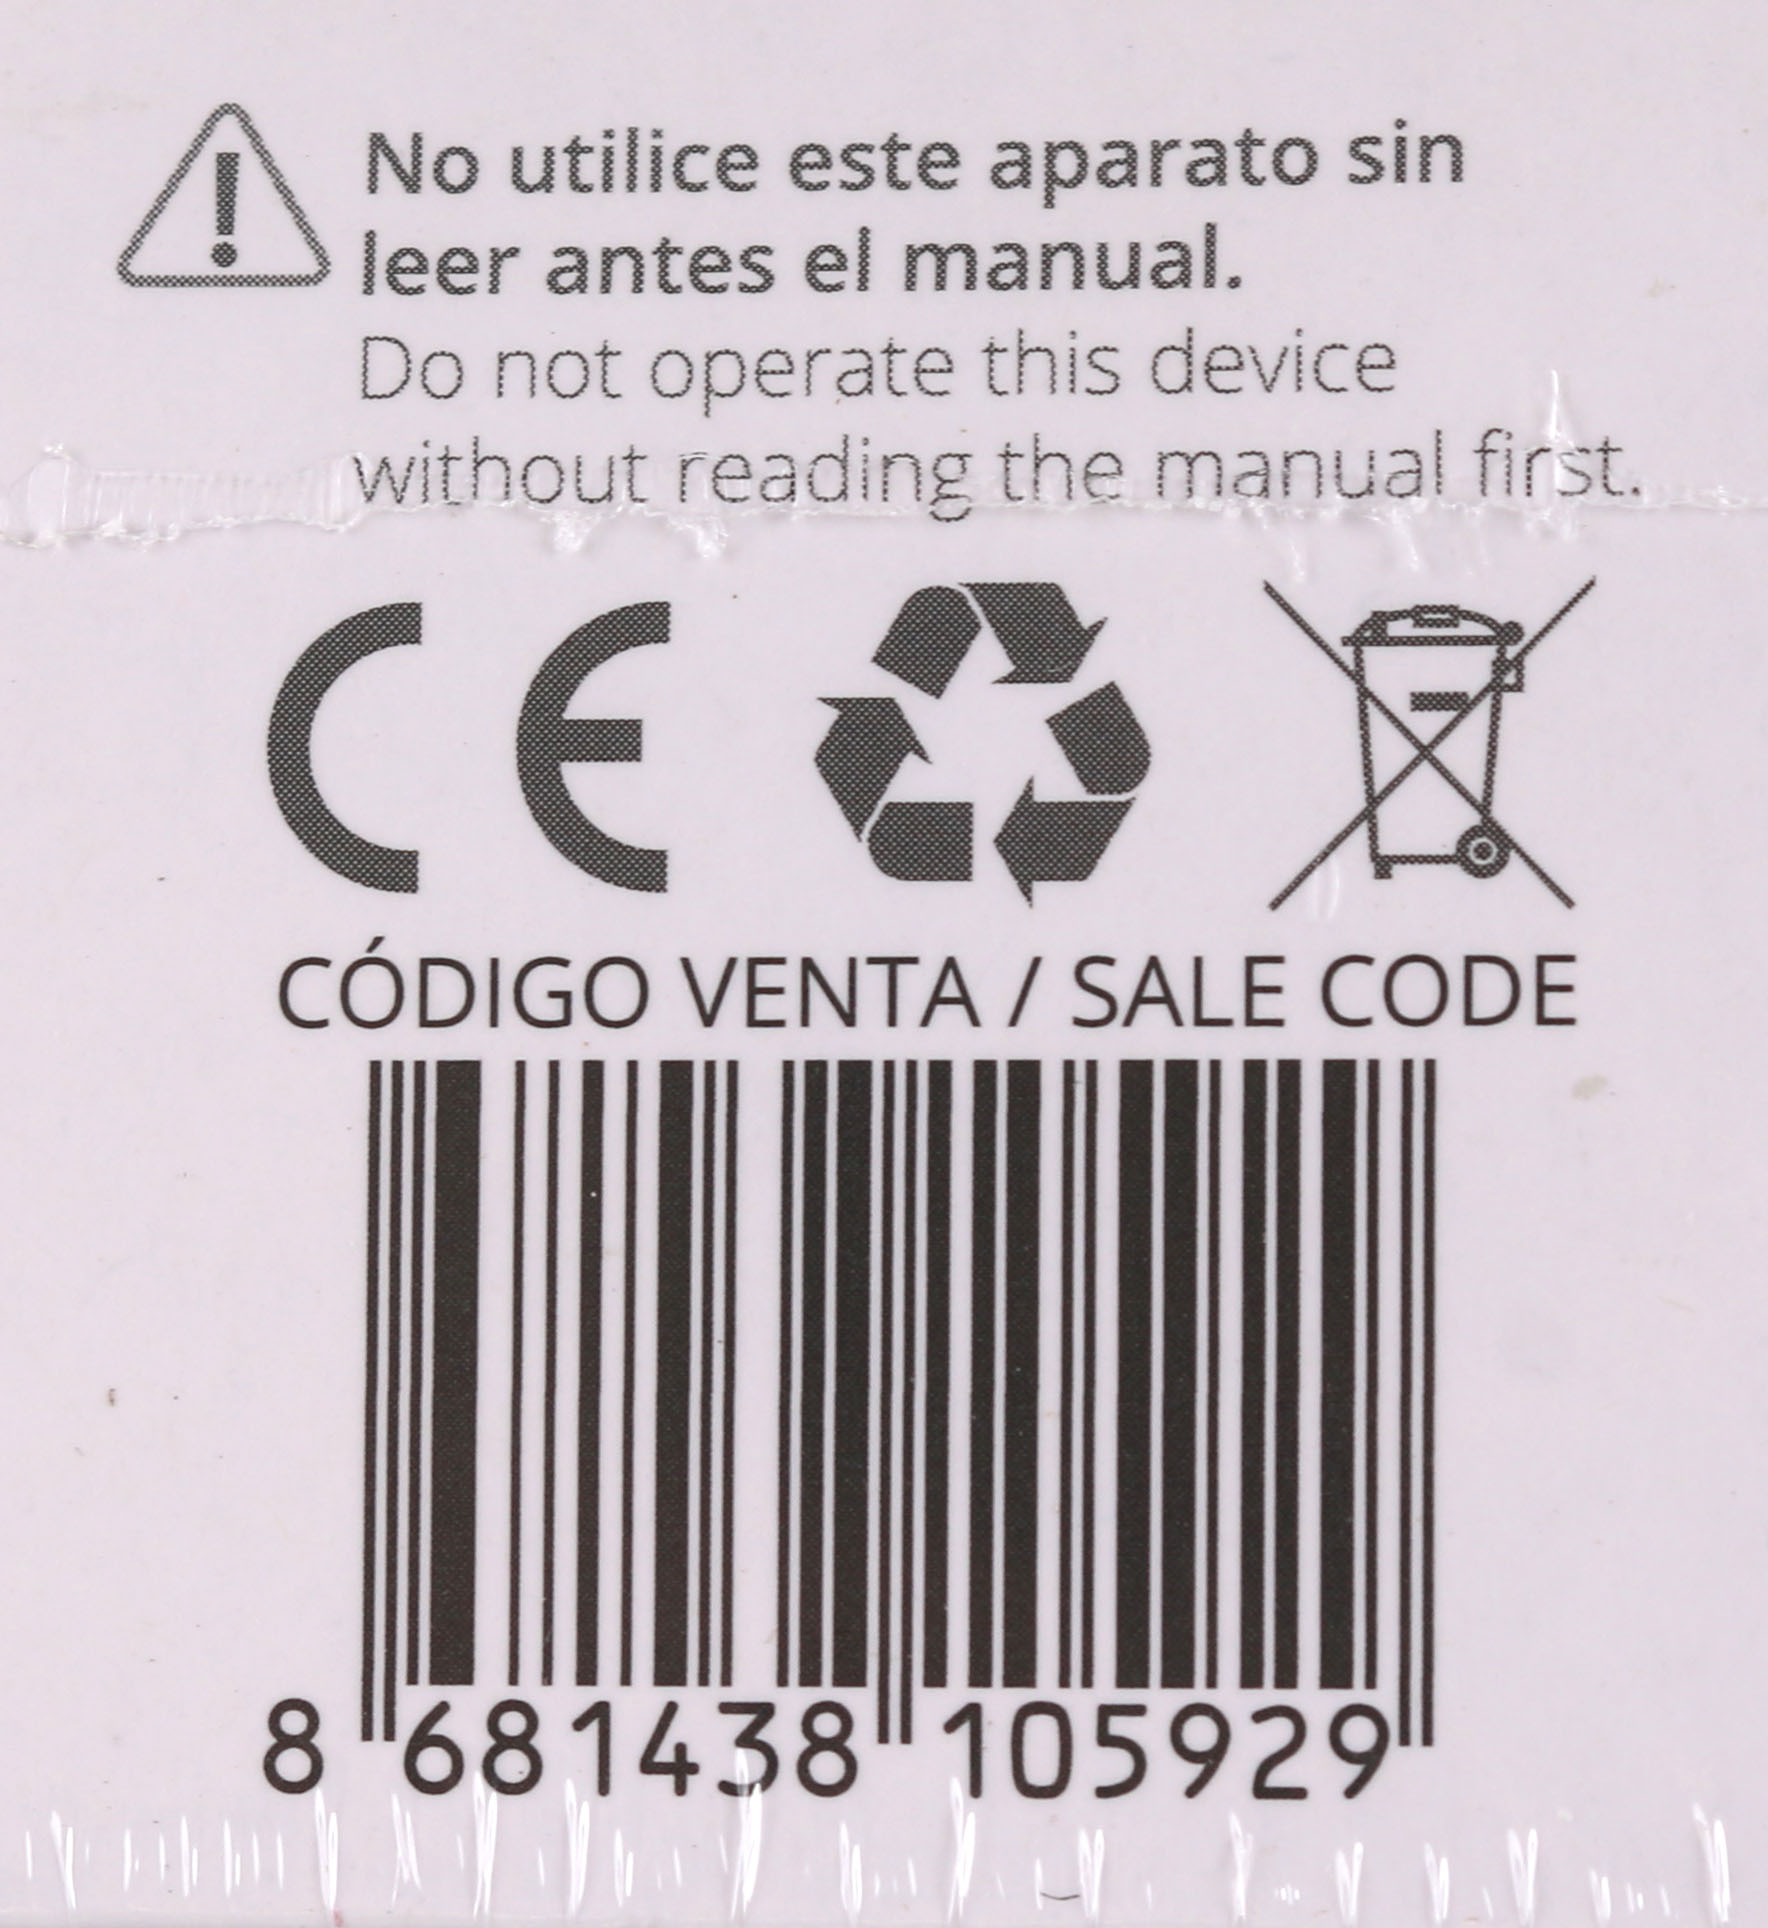 No utilice este aparato sin
leer antes el manual.
Do not operate this device
without reading the manual first.
CE
CÓDIGO VENTA / SALE CODE
8 681438 105929